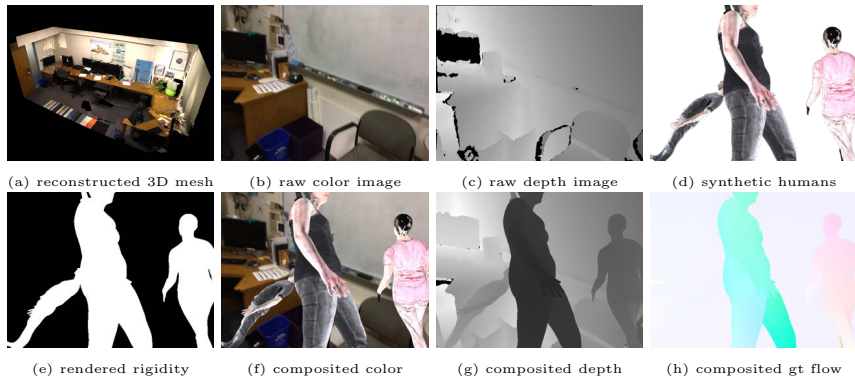 (a) reconstructed 3D mesh
(b) raw color image
(c) raw depth image
(d) synthetic humans
(e) rendered rigidity
(f) composited color
(g) composited depth
(h) composited gt flow